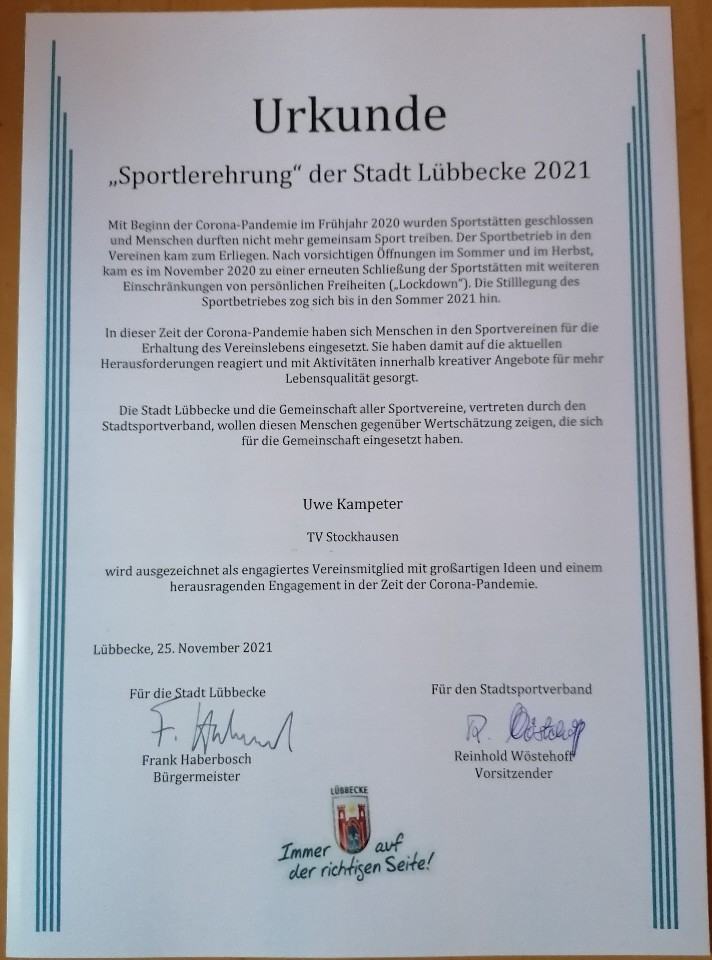 Urkunde
„Sportlerehrung“ der Stadt Lübbecke 2021
Mit Beginn der Corona-Pandemie im Frühjahr 2020 wurden Sportstätten geschlossen
und Menschen durften nicht mehr gemeinsam Sport treiben. Der Sportbetrieb in den
Vereinen kam zum Erliegen. Nach vorsichtigen Öffnungen im Sommer und im Herbst,
kam es im November 2020 zu einer erneuten Schließung der Sportstätten mit weiteren
Einschränkungen von persönlichen Freiheiten („Lockdown“). Die Stilllegung des
Sportbetriebes zog sich bis in den Sommer 2021 hin.
In dieser Zeit der Corona-Pandemie haben sich Menschen in den Sportvereinen für die
Erhaltung des Vereinslebens eingesetzt. Sie haben damit auf die aktuellen
Herausforderungen reagiert und mit Aktivitäten innerhalb kreativer Angebote für mehr
Lebensqualität gesorgt.
Die Stadt Lübbecke und die Gemeinschaft aller Sportvereine, vertreten durch den
Stadtsportverband, wollen diesen Menschen gegenüber Wertschätzung zeigen, die sich
für die Gemeinschaft eingesetzt haben.
Uwe Kampeter
TV Stockhausen
wird ausgezeichnet als engagiertes Vereinsmitglied mit großartigen Ideen und einem
herausragenden Engagement in der Zeit der Corona-Pandemie.
Lübbecke, 25. November 2021
Für die Stadt Lübbecke
Frank Haberbosch
Bürgermeister
Für den Stadtsportverband
R. Wöstehoff
Reinhold Wöstehoff
Vorsitzender
LÜBBECKE
Immer auf
der richtigen Seite!